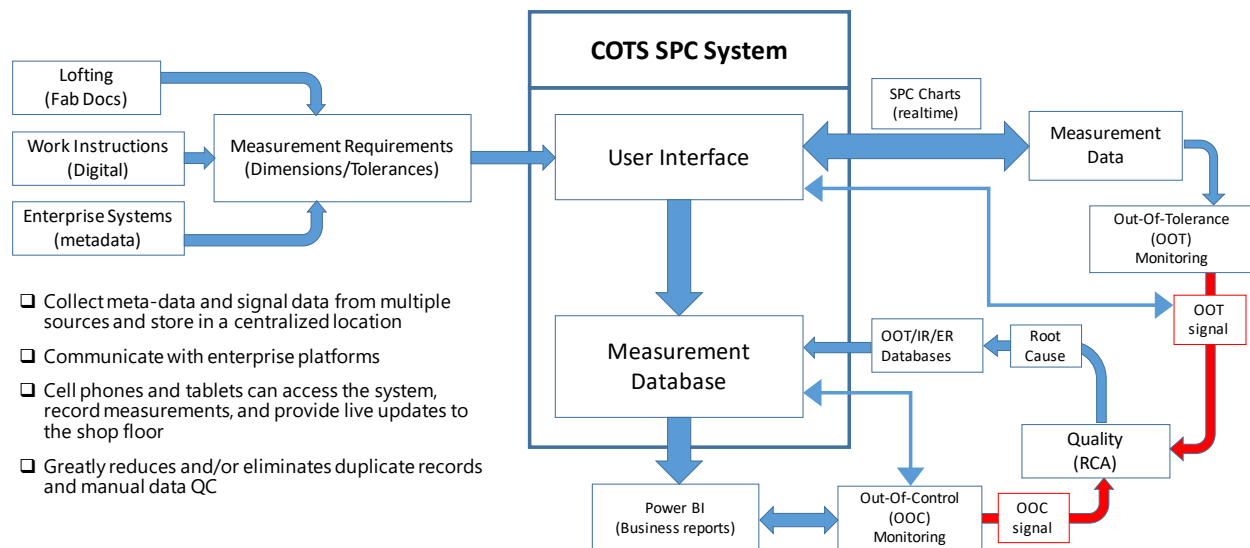 COTS SPC System
Lofting
(Fab Docs)
Work Instructions
(Digital)
Enterprise Systems
(metadata)
Measurement Requirements
(Dimensions/Tolerances)
User Interface
SPC Charts
(realtime)
Measurement
Data
Out-Of-Tolerance
(OOT)
Monitoring
OOT
signal
Measurement
Database
OOT/IR/ER
Databases
Root
Cause
Quality
(RCA)
Power BI
(Business reports)
Out-Of-Control
(OOC)
Monitoring
OOC
signal
❑ Collect meta-data and signal data from multiple
sources and store in a centralized location
❑ Communicate with enterprise platforms
❑ Cell phones and tablets can access the system,
record measurements, and provide live updates to
the shop floor
❑ Greatly reduces and/or eliminates duplicate records
and manual data QC